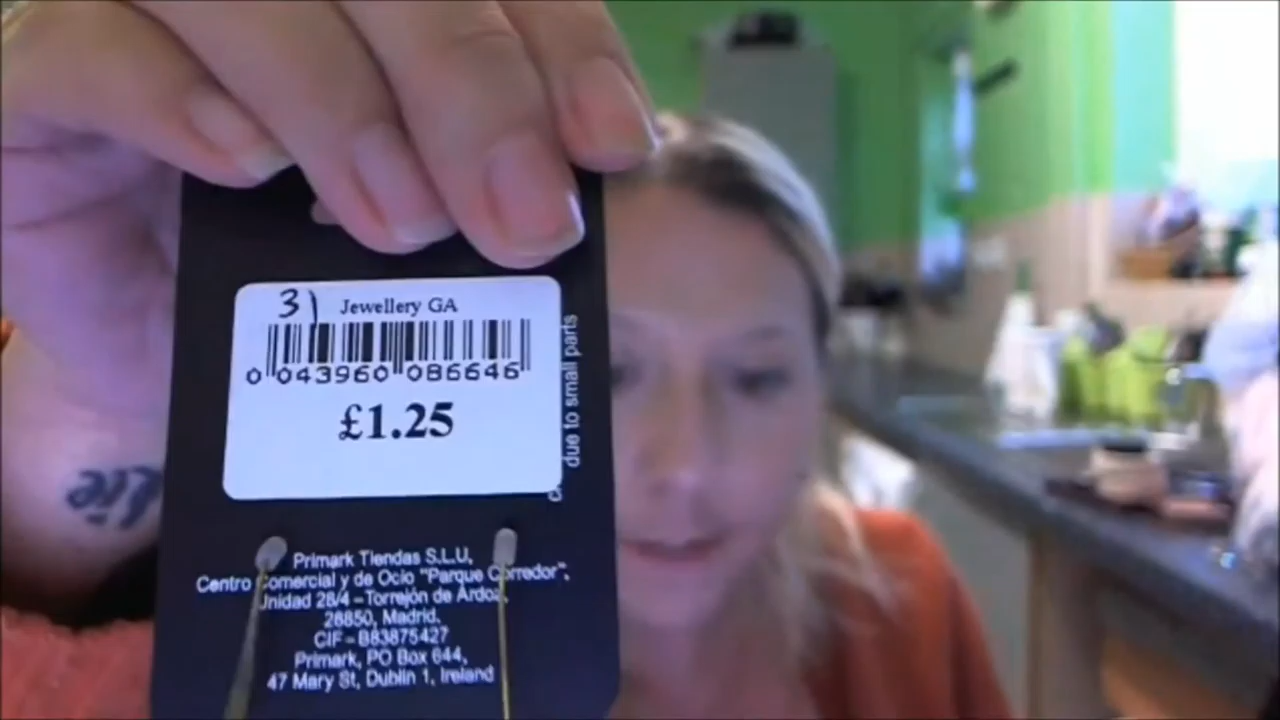 31 Jewellery GA
0 043960 086646
£1.25
due to small parts
Primark Tiendas S.L.U,
Centro Comercial y de Ocio "Parque Corredor",
Unidad 28/4 - Torrejón de Ardoz,
28850, Madrid.
CIF - B83875427
Primark, PO Box 644,
47 Mary St, Dublin 1, Ireland